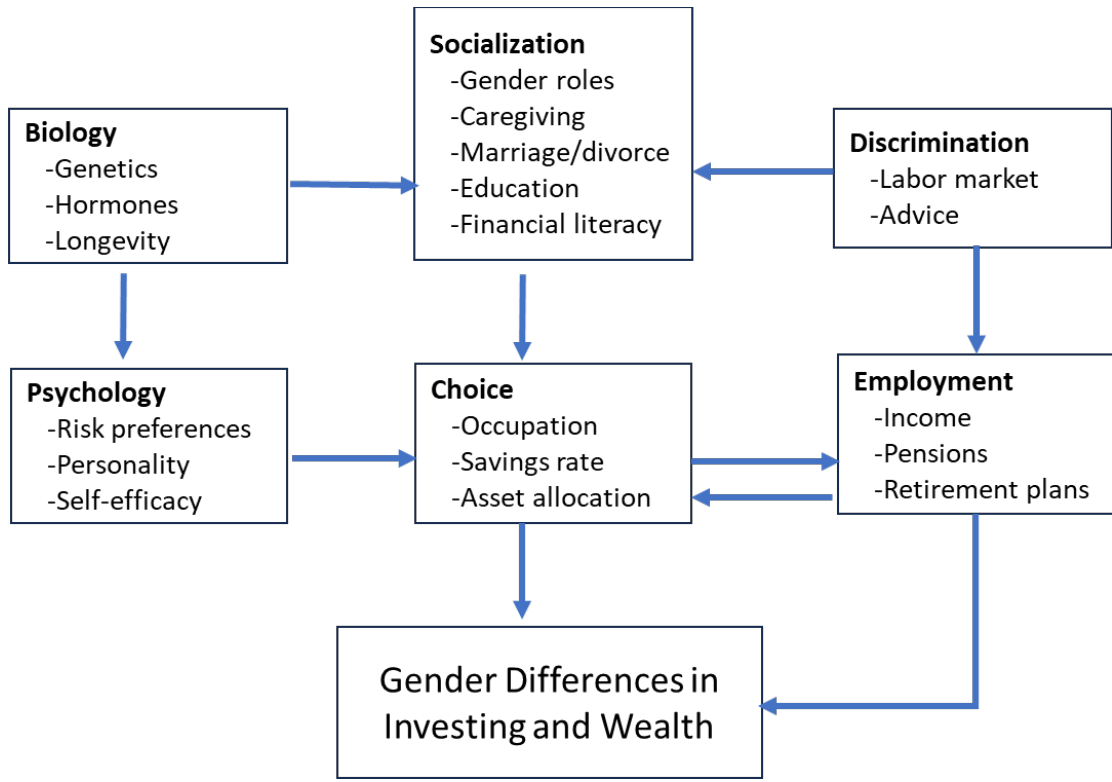 Socialization
-Gender roles
-Caregiving
-Marriage/divorce
-Education
-Financial literacy
Biology
-Genetics
-Hormones
-Longevity
Discrimination
-Labor market
-Advice
Psychology
-Risk preferences
-Personality
-Self-efficacy
Choice
-Occupation
-Savings rate
-Asset allocation
Employment
-Income
-Pensions
-Retirement plans
Gender Differences in
Investing and Wealth